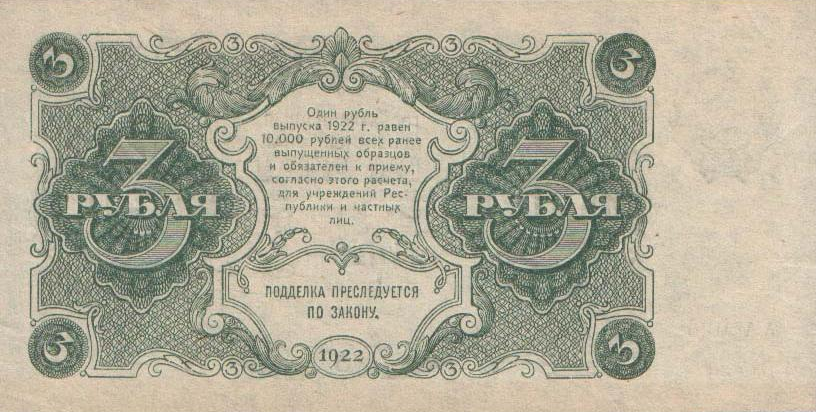 3 3 3 3
Один рубль
выпуска 1922 г. равен
10.000 рублей всех ранее
выпущенных образцов
и обязателен к приему,
согласно этого расчета,
для учреждений Рес-
публики и частных
лиц.
3 РУБЛЯ
3 РУБЛЯ
ПОДДЕЛКА ПРЕСЛЕДУЕТСЯ
ПО ЗАКОНУ.
3 1922 3